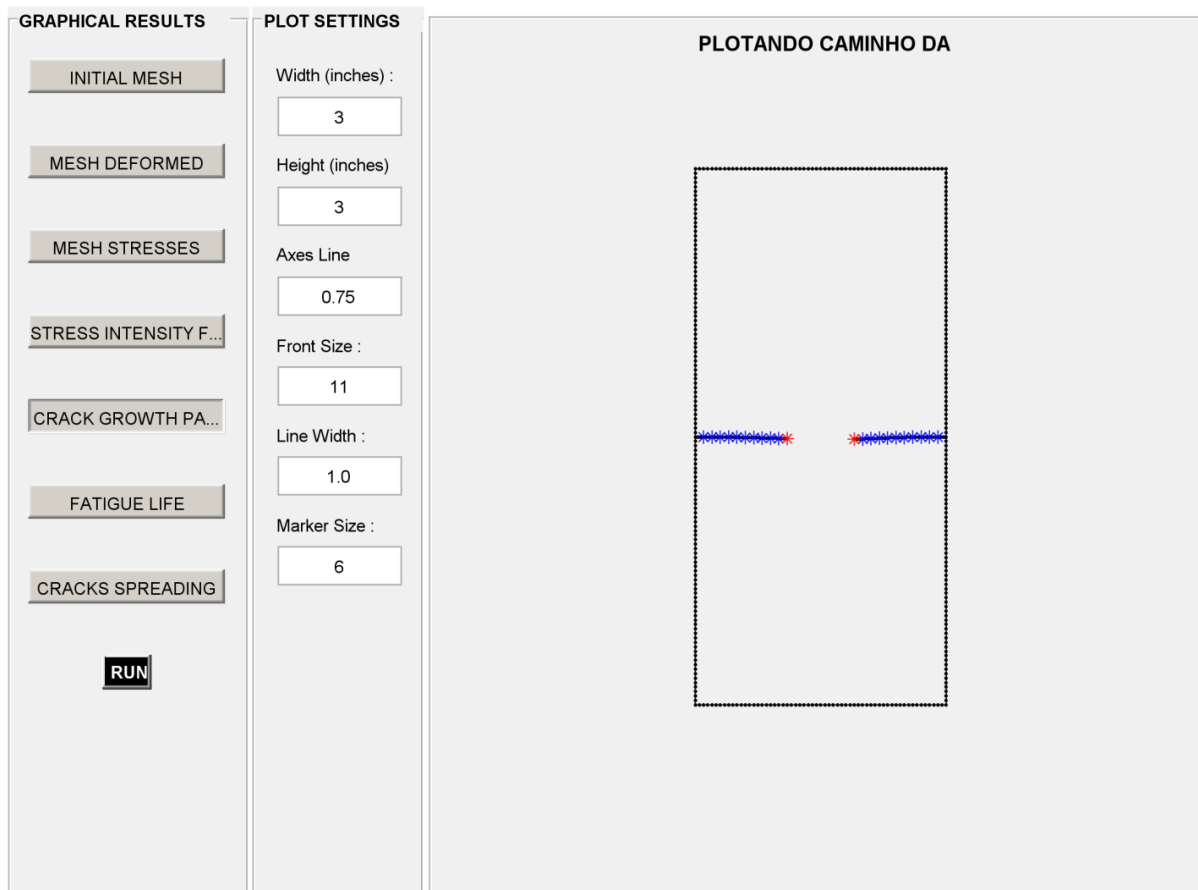 GRAPHICAL RESULTS
INITIAL MESH
MESH DEFORMED
MESH STRESSES
STRESS INTENSITY F...
CRACK GROWTH PA...
FATIGUE LIFE
CRACKS SPREADING
RUN
PLOT SETTINGS
Width (inches) :
3
Height (inches)
3
Axes Line
0.75
Front Size :
11
Line Width :
1.0
Marker Size :
6
PLOTANDO CAMINHO DA